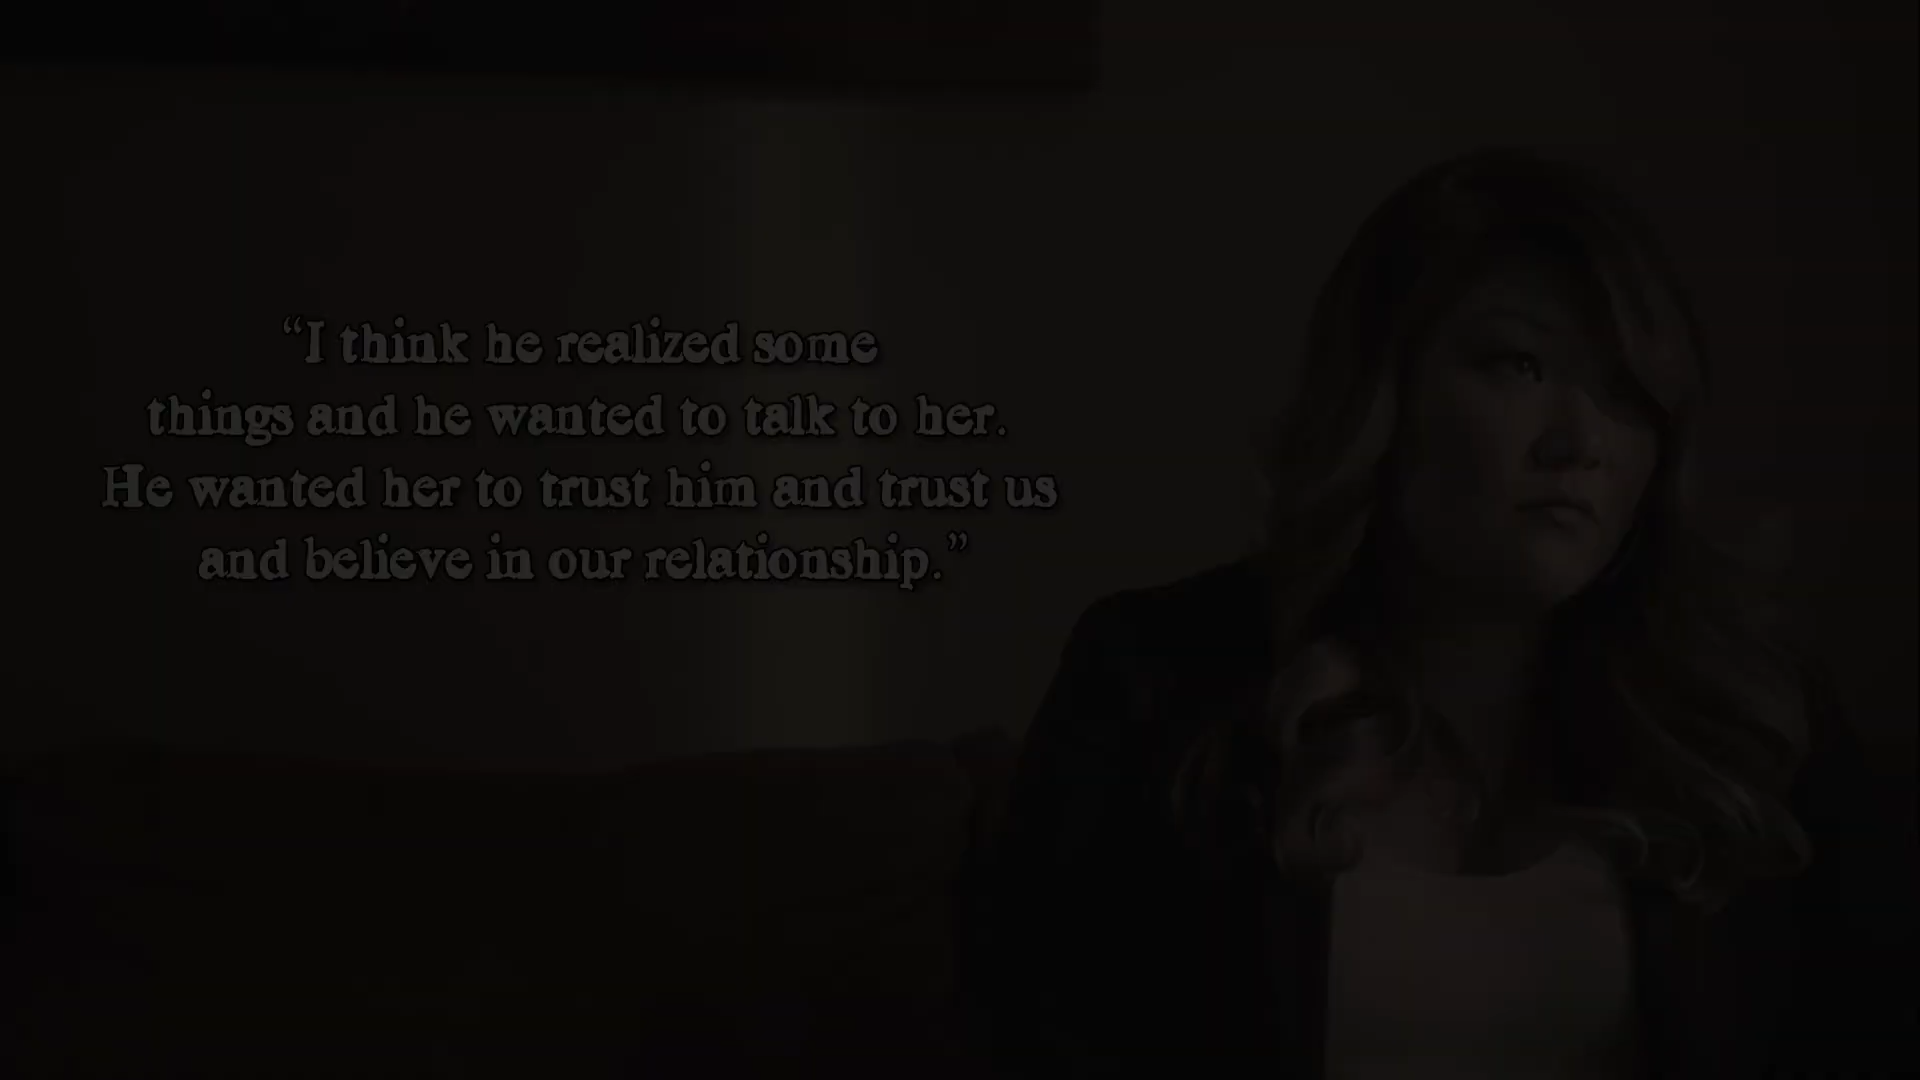 “I think he realized some
things and he wanted to talk to her.
He wanted her to trust him and trust us
and believe in our relationship.”